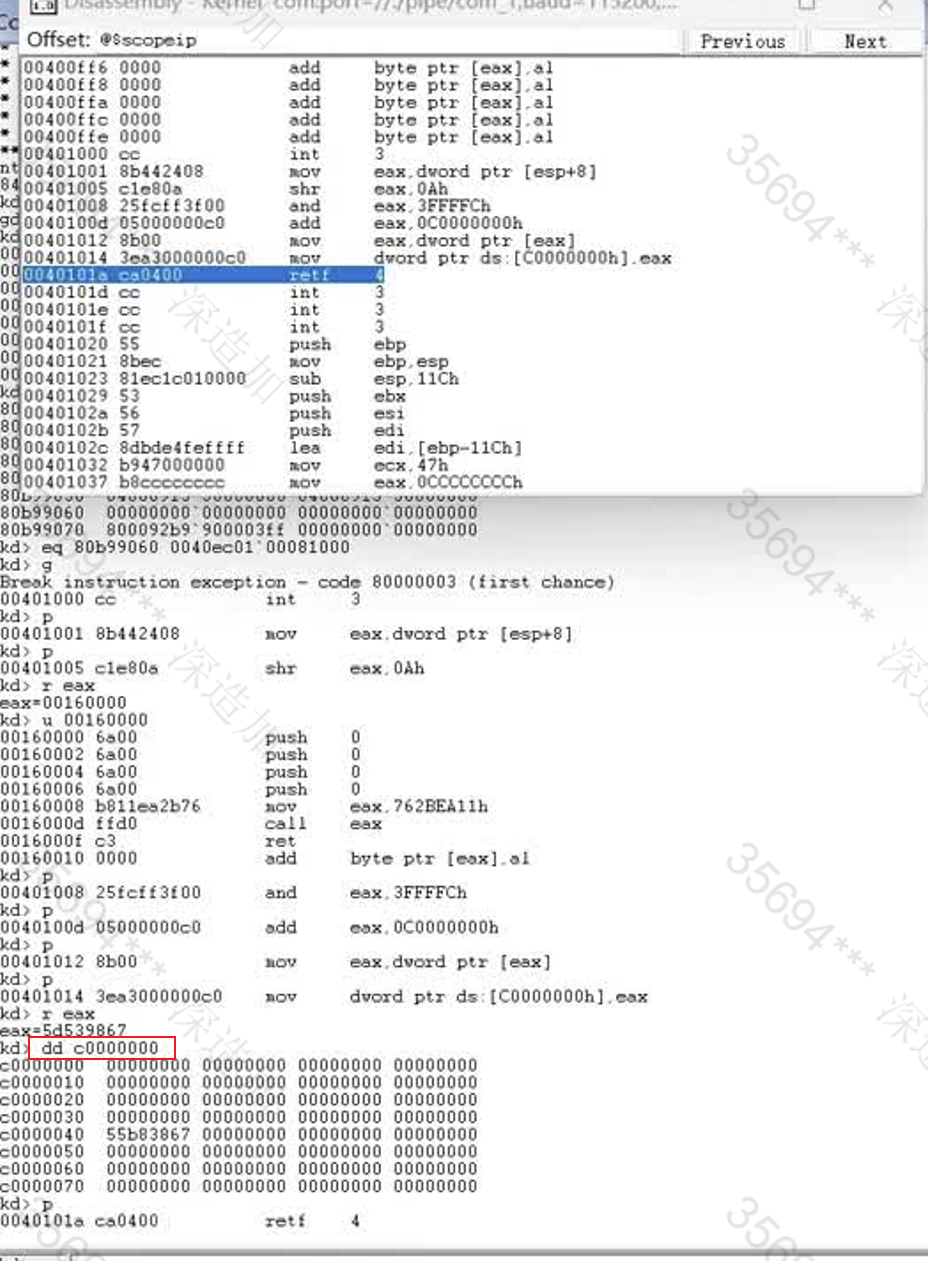 Disassembly - Kernel 'com:port=//./pipe/com_1,baud=115200,...
Offset: @$scopeip Previous Next
00400ff6 0000 add byte ptr [eax],al
00400ff8 0000 add byte ptr [eax],al
00400ffa 0000 add byte ptr [eax],al
00400ffc 0000 add byte ptr [eax],al
00400ffe 0000 add byte ptr [eax],al
00401000 cc int 3
00401001 8b442408 mov eax,dword ptr [esp+8]
00401005 c1e80a shr eax,0Ah
00401008 25fcff3f00 and eax,3FFFFCh
0040100d 05000000c0 add eax,0C0000000h
00401012 8b00 mov eax,dword ptr [eax]
00401014 3ea3000000c0 mov dword ptr ds:[C0000000h],eax
0040101a ca0400 retf 4
0040101d cc int 3
0040101e cc int 3
0040101f cc int 3
00401020 55 push ebp
00401021 8bec mov ebp,esp
00401023 81ec1c010000 sub esp,11Ch
00401029 53 push ebx
0040102a 56 push esi
0040102b 57 push edi
0040102c 8dbde4feffff lea edi,[ebp-11Ch]
00401032 b947000000 mov ecx,47h
00401037 b8cccccccc mov eax,0CCCCCCCCh
80b99060 00000000`00000000 00000000`00000000
80b99070 800092b9`900003ff 00000000`00000000
kd> eq 80b99060 0040ec01`00081000
kd> g
Break instruction exception - code 80000003 (first chance)
00401000 cc int 3
kd> p
00401001 8b442408 mov eax,dword ptr [esp+8]
kd> p
00401005 c1e80a shr eax,0Ah
kd> r eax
eax=00160000
kd> u 00160000
00160000 6a00 push 0
00160002 6a00 push 0
00160004 6a00 push 0
00160006 6a00 push 0
00160008 b811ea2b76 mov eax,762BEA11h
0016000d ffd0 call eax
0016000f c3 ret
00160010 0000 add byte ptr [eax],al
kd> p
00401008 25fcff3f00 and eax,3FFFFCh
kd> p
0040100d 05000000c0 add eax,0C0000000h
kd> p
00401012 8b00 mov eax,dword ptr [eax]
kd> p
00401014 3ea3000000c0 mov dword ptr ds:[C0000000h],eax
kd> r eax
eax=5d539867
kd> dd c0000000
c0000000 00000000 00000000 00000000 00000000
c0000010 00000000 00000000 00000000 00000000
c0000020 00000000 00000000 00000000 00000000
c0000030 00000000 00000000 00000000 00000000
c0000040 55b83867 00000000 00000000 00000000
c0000050 00000000 00000000 00000000 00000000
c0000060 00000000 00000000 00000000 00000000
c0000070 00000000 00000000 00000000 00000000
kd> p
0040101a ca0400 retf 4